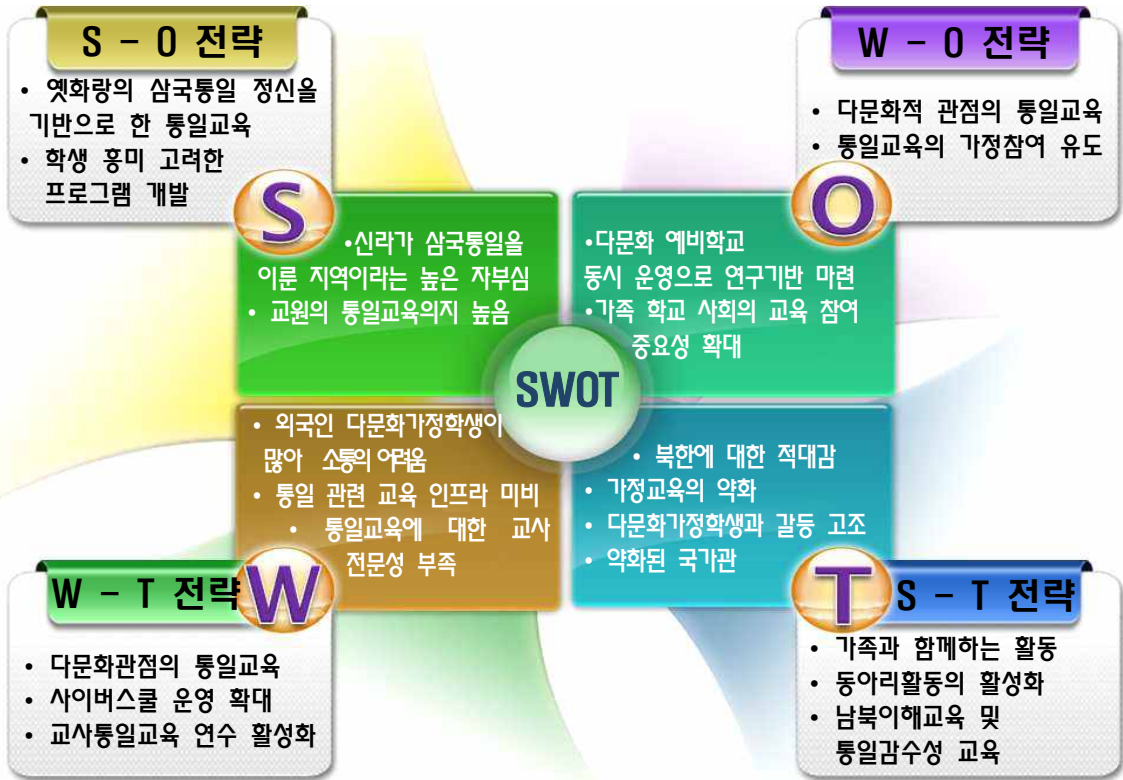 S - O 전략
• 옛화랑의 삼국통일 정신을
기반으로 한 통일교육
• 학생 흥미 고려한
프로그램 개발
W - O 전략
• 다문화적 관점의 통일교육
• 통일교육의 가정참여 유도
S
•신라가 삼국통일을
이룬 지역이라는 높은 자부심
• 교원의 통일교육의지 높음
O
•다문화 예비학교
동시 운영으로 연구기반 마련
•가족 학교 사회의 교육 참여
중요성 확대
SWOT
• 외국인 다문화가정학생이
많아 소통의 어려움
• 통일 관련 교육 인프라 미비
• 통일교육에 대한 교사
전문성 부족
W
• 북한에 대한 적대감
• 가정교육의 약화
• 다문화가정학생과 갈등 고조
• 약화된 국가관
T
W - T 전략
• 다문화관점의 통일교육
• 사이버스쿨 운영 확대
• 교사통일교육 연수 활성화
S - T 전략
• 가족과 함께하는 활동
• 동아리활동의 활성화
• 남북이해교육 및
통일감수성 교육